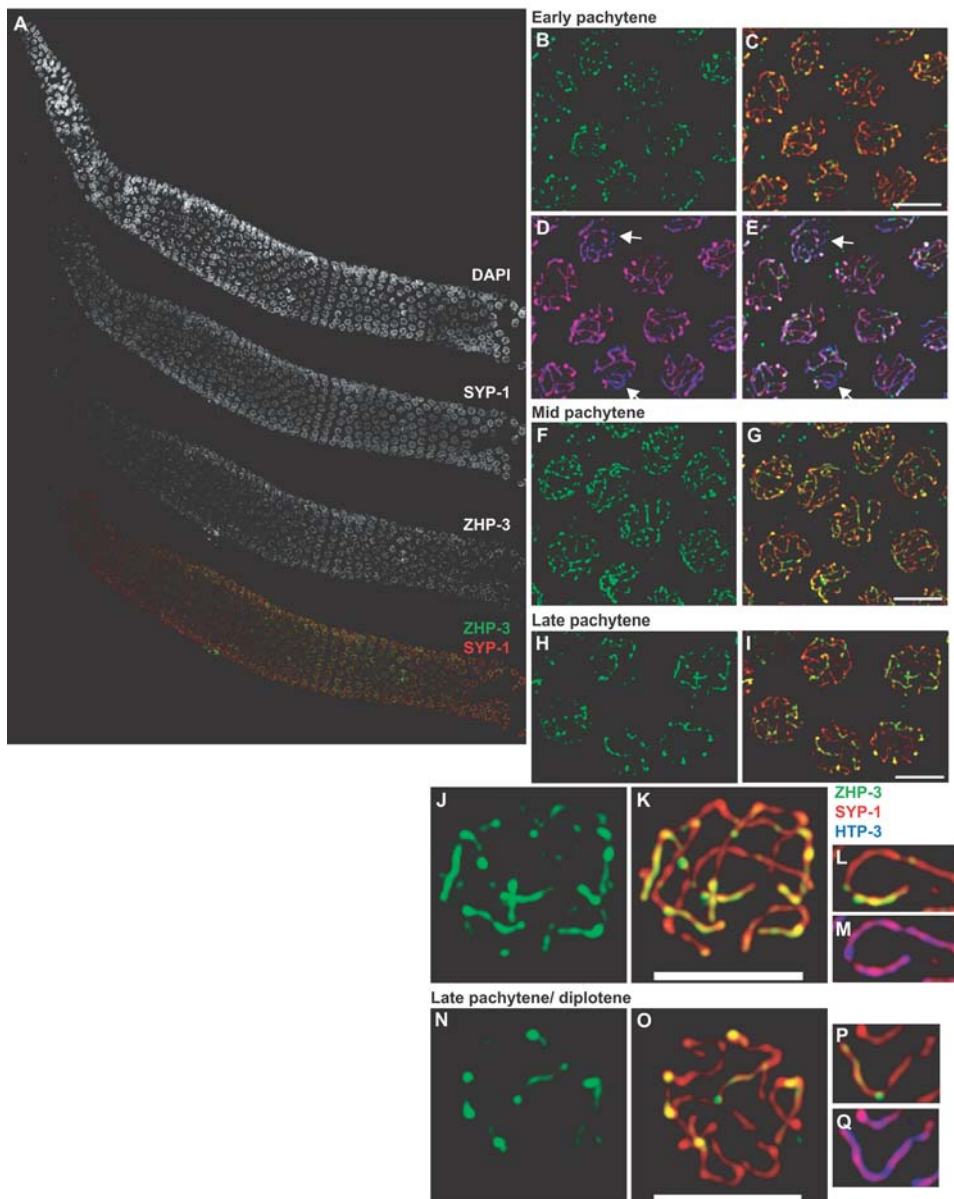 A
DAPI
SYP-1
ZHP-3
ZHP-3
SYP-1
Early pachytene
B
C
D
E
Mid pachytene
F
G
Late pachytene
H
I
J
K
ZHP-3
SYP-1
HTP-3
L
M
Late pachytene/ diplotene
N
O
P
Q